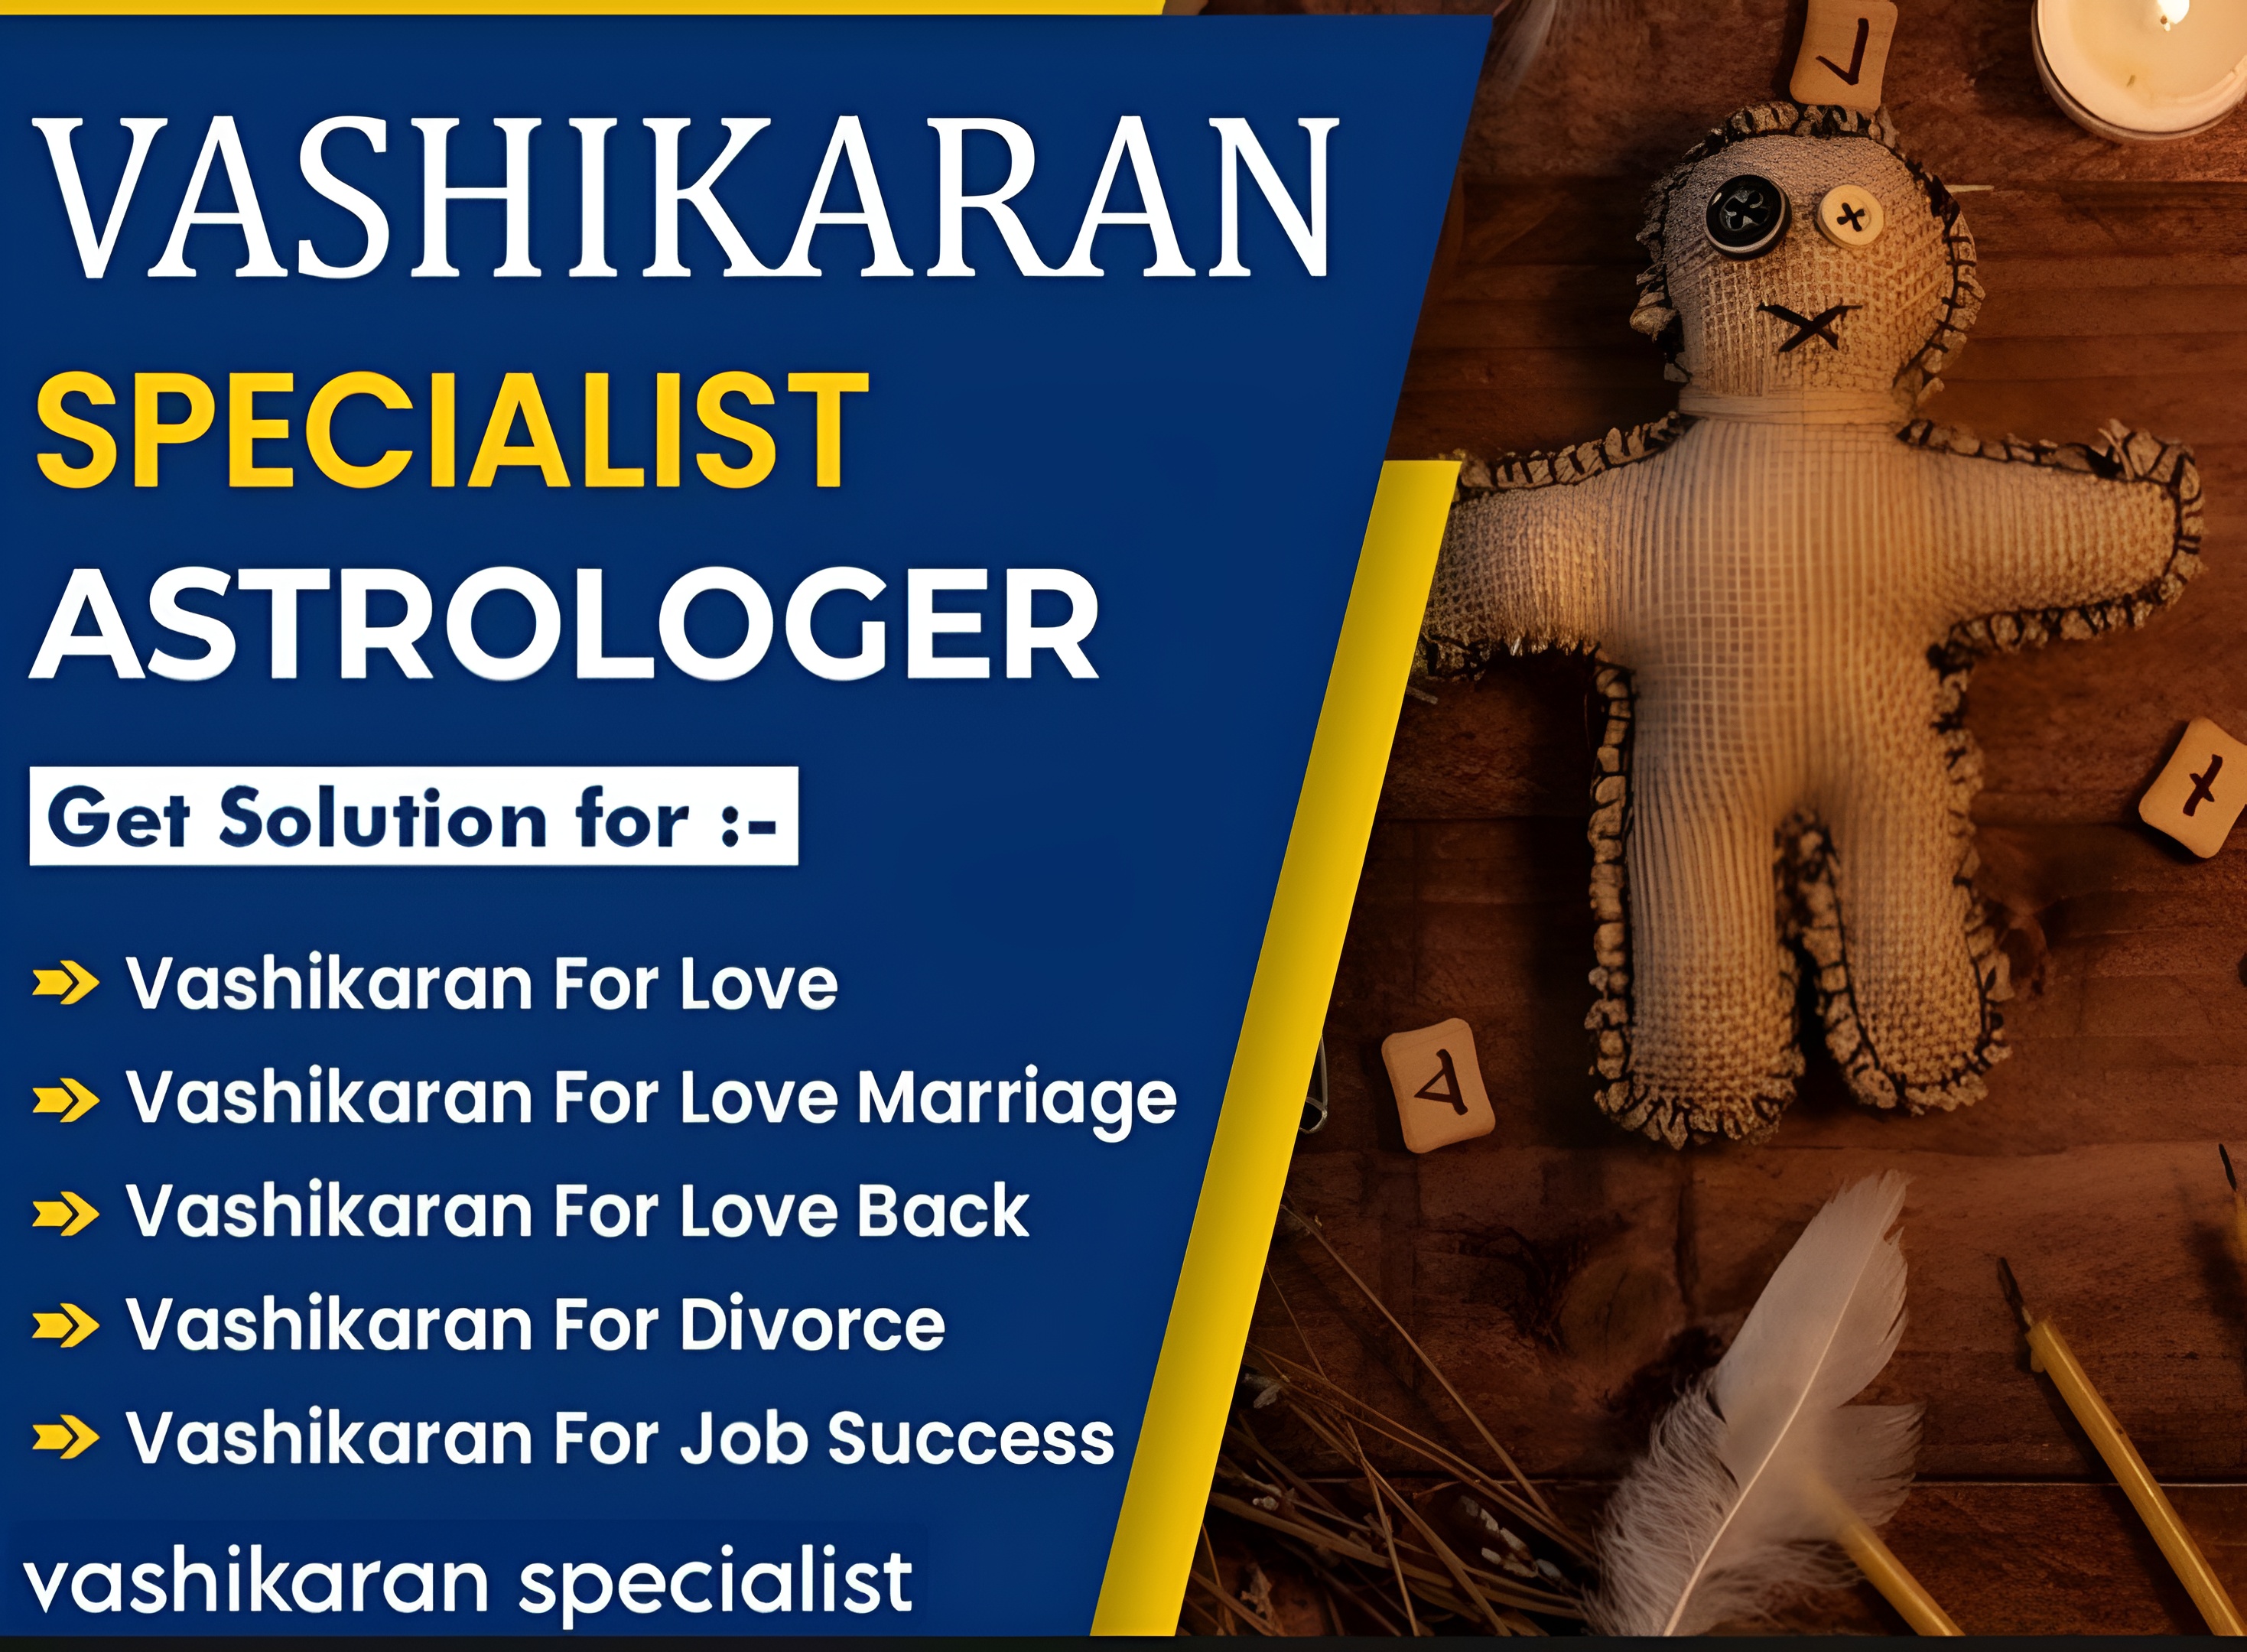 VASHIKARAN
SPECIALIST
ASTROLOGER
Get Solution for :-
Vashikaran For Love
Vashikaran For Love Marriage
Vashikaran For Love Back
Vashikaran For Divorce
Vashikaran For Job Success
vashikaran specialist